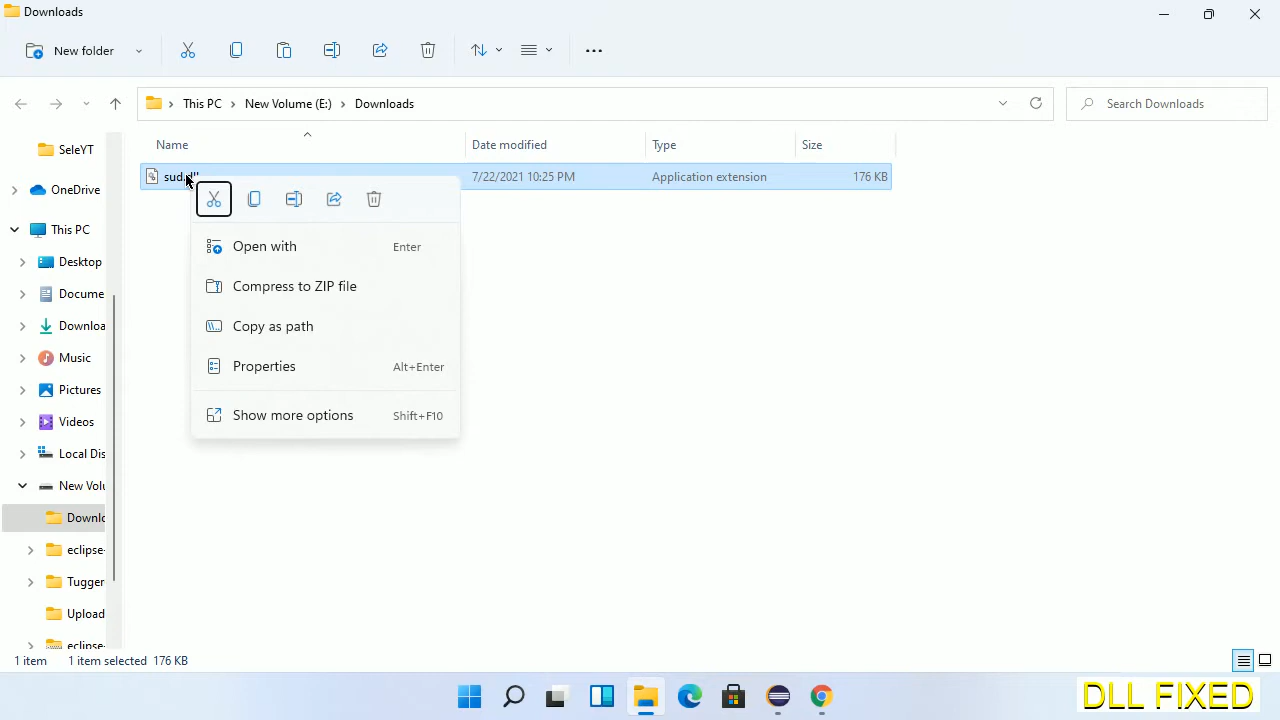 Downloads
New folder
This PC
New Volume (E:)
Downloads
Search Downloads
Name
Date modified
Type
Size
7/22/2021 10:25 PM
Application extension
176 KB
SeleYT
OneDrive
This PC
Desktop
Docume
Downloa
Music
Pictures
Videos
Local Dis
New Volu
Downlo
eclipse-
Tugger
Upload
eclipse-
Open with
Enter
Compress to ZIP file
Copy as path
Properties
Alt+Enter
Show more options
Shift+F10
1 item
1 item selected 176 KB
DLL FIXED